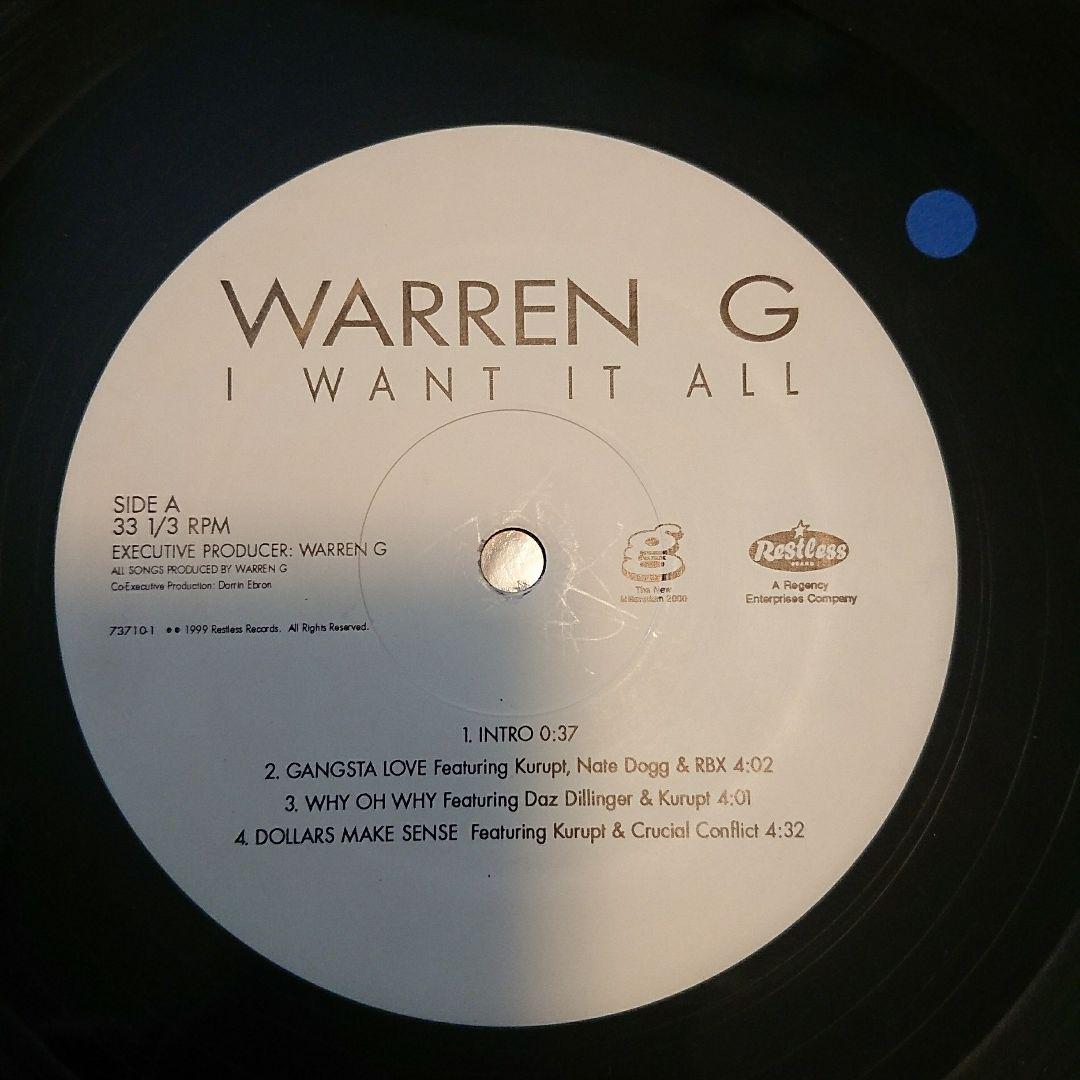 WARREN G
I WANT IT ALL
SIDE A
33 1/3 RPM
EXECUTIVE PRODUCER: WARREN G
ALL SONGS PRODUCED BY WARREN G
Co-Executive Production: Darrin Ebron
73710-1 ℗ © 1999 Restless Records. All Rights Reserved.
The New
Millennium 2000
Restless
BRAND
A Regency
Enterprises Company
1. INTRO 0:37
2. GANGSTA LOVE Featuring Kurupt, Nate Dogg & RBX 4:02
3. WHY OH WHY Featuring Daz Dillinger & Kurupt 4:01
4. DOLLARS MAKE SENSE Featuring Kurupt & Crucial Conflict 4:32